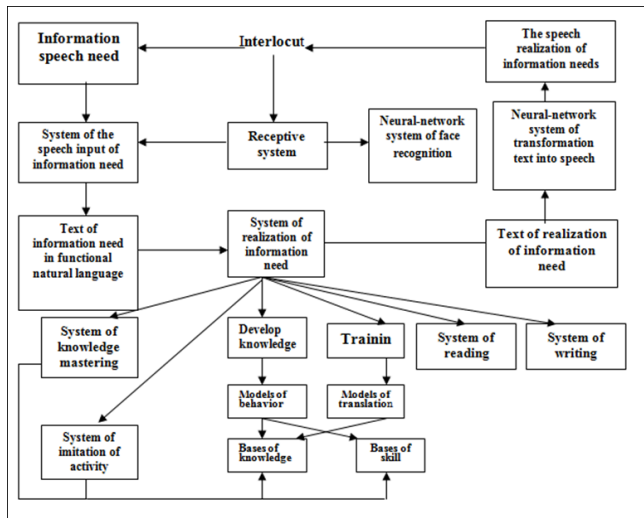 Information
speech need
Interlocut
The speech
realization of
information needs
System of the
speech input of
information need
Receptive
system
Neural-network
system of face
recognition
Neural-network
system of
transformation
text into speech
Text of
information need
in functional
natural language
System of
realization of
information
need
Text of realization
of information
need
System of
knowledge
mastering
Develop
knowledge
Trainin
System of
reading
System of
writing
Models of
behavior
Models of
translation
System of
imitation of
activity
Bases of
knowledge
Bases of
skill